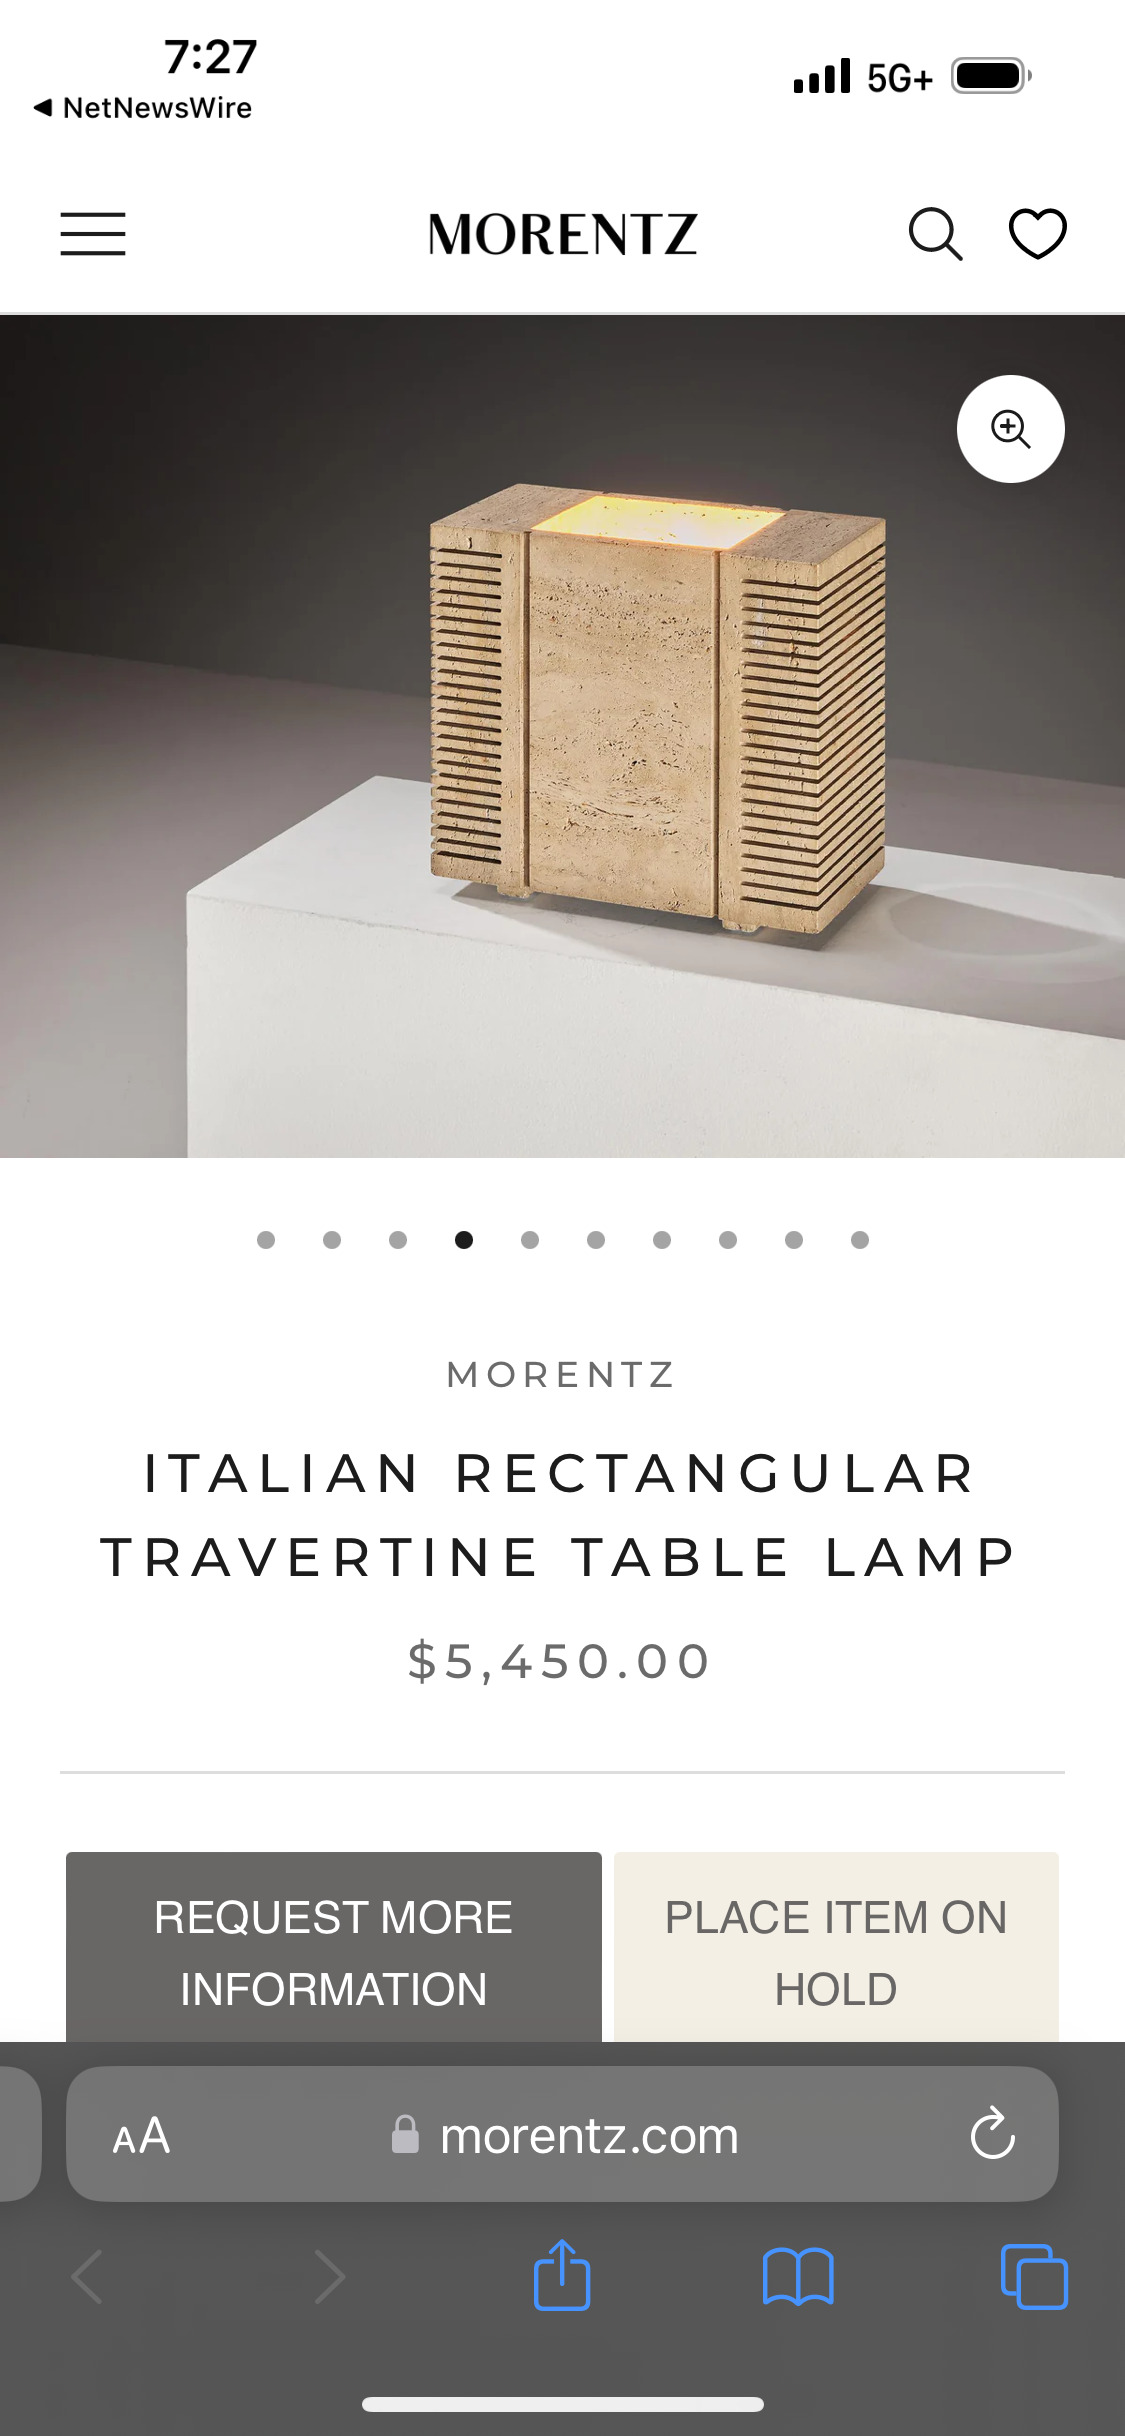 7:27
5G+
◀ NetNewsWire
MORENTZ
MORENTZ
ITALIAN RECTANGULAR
TRAVERTINE TABLE LAMP
$5,450.00
REQUEST MORE
INFORMATION
PLACE ITEM ON
HOLD
AA
morentz.com